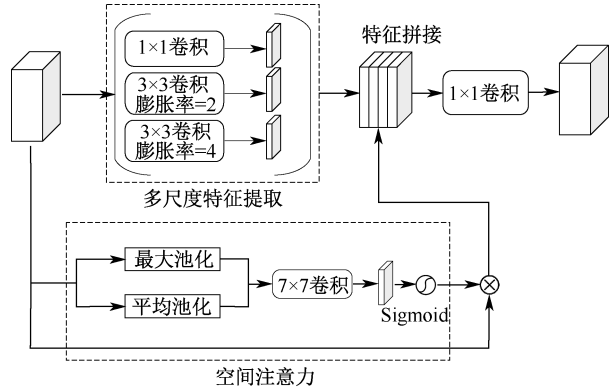 1×1卷积
3×3卷积
膨胀率=2
3×3卷积
膨胀率=4
多尺度特征提取
特征拼接
1×1卷积
最大池化
平均池化
7×7卷积
Sigmoid
空间注意力